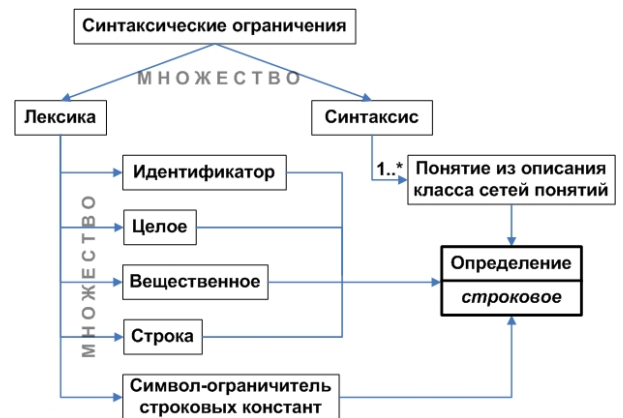 Синтаксические ограничения
МНОЖЕСТВО
Лексика
Синтаксис
1..*
Понятие из описания
класса сетей понятий
Идентификатор
МНОЖЕСТВО
Целое
Вещественное
Строка
Символ-ограничитель
строковых констант
Определение
строковое